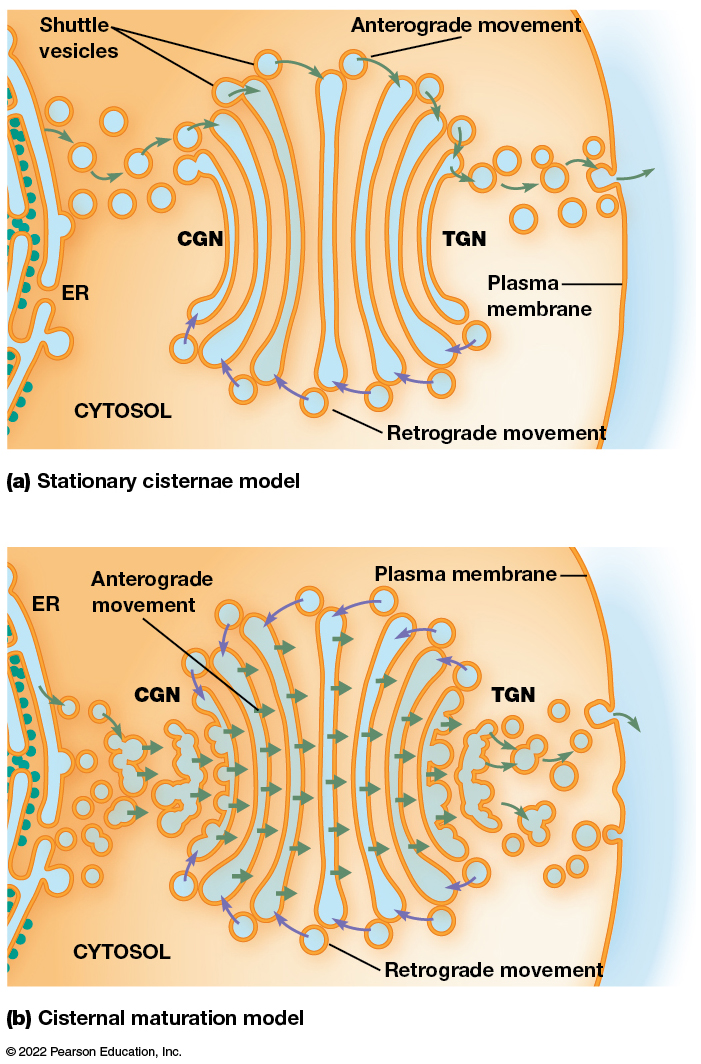 Shuttle
vesicles
Anterograde movement
CGN
TGN
ER
Plasma
membrane
CYTOSOL
Retrograde movement
(a) Stationary cisternae model
Anterograde
movement
Plasma membrane
ER
CGN
TGN
CYTOSOL
Retrograde movement
(b) Cisternal maturation model
© 2022 Pearson Education, Inc.